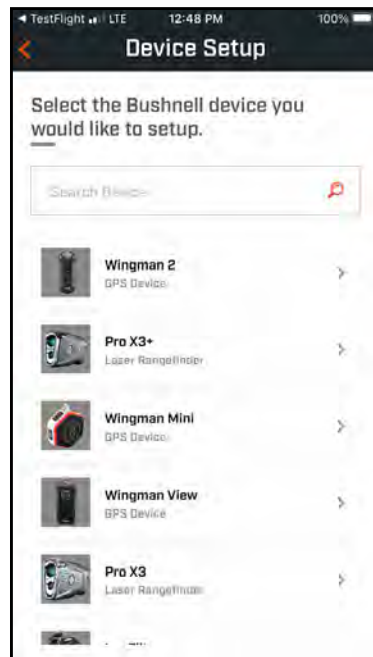 TestFlight LTE 12:48 PM 100%
Device Setup
Select the Bushnell device you
would like to setup.
Search Device
Wingman 2
GPS Device
Pro X3+
Laser Rangefinder
Wingman Mini
GPS Device
Wingman View
GPS Device
Pro X3
Laser Rangefinder